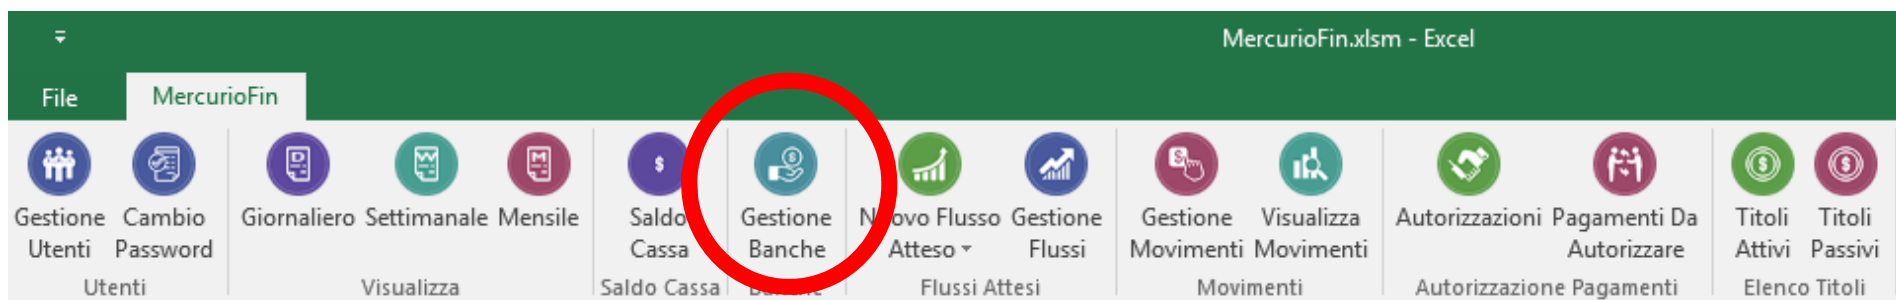 MercurioFin.xlsm - Excel
File MercurioFin
Gestione Utenti
Cambio Password
Giornaliero
Settimanale
Mensile
Saldo Cassa
Gestione Banche
Nuovo Flusso Atteso
Gestione Flussi
Gestione Movimenti
Visualizza Movimenti
Autorizzazioni
Pagamenti Da Autorizzare
Titoli Attivi
Titoli Passivi
Utenti
Visualizza
Saldo Cassa
Banche
Flussi Attesi
Movimenti
Autorizzazione Pagamenti
Elenco Titoli